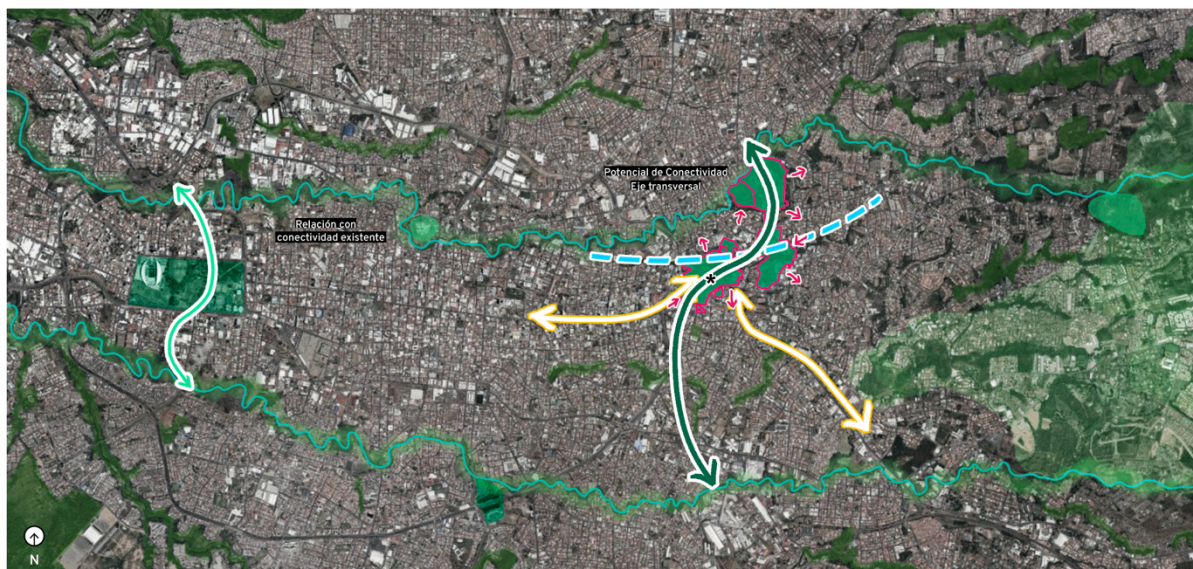 Potencial de Conectividad
Eje transversal
Relación con
conectividad existente
*
N